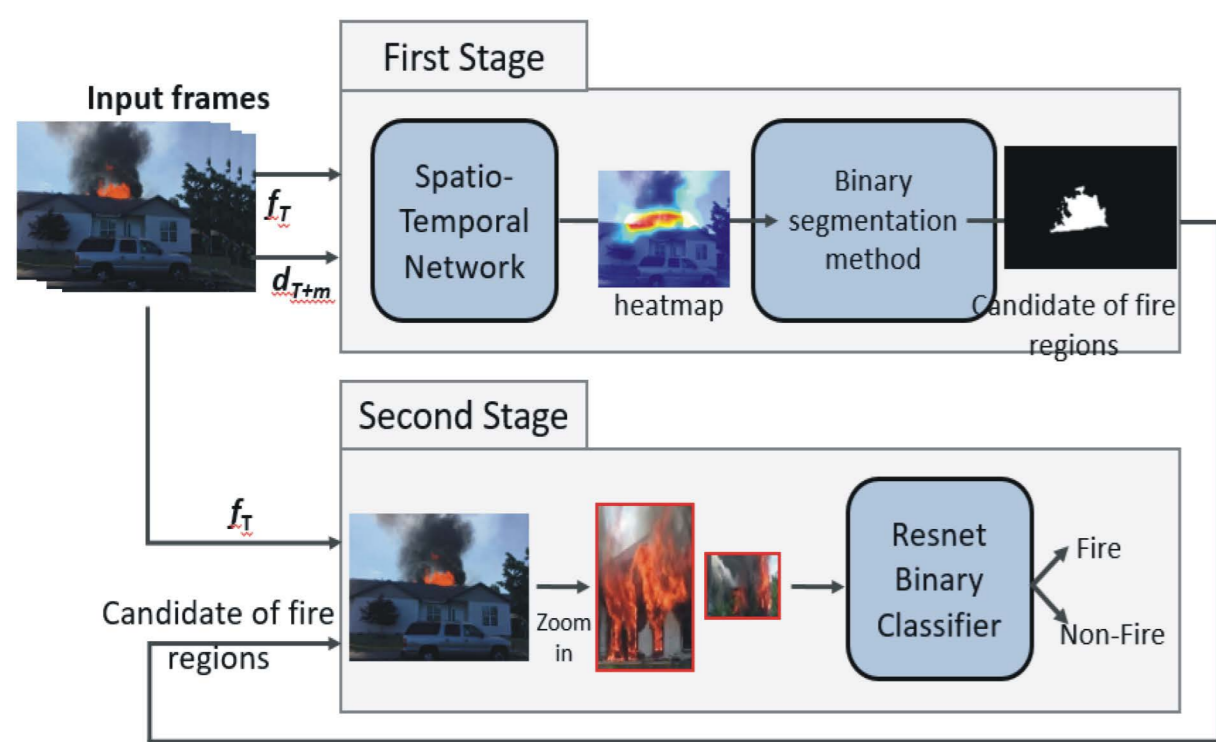 First Stage
Input frames
f_T
d_{T+m}
Spatio-
Temporal
Network
heatmap
Binary
segmentation
method
Candidate of fire
regions
Second Stage
f_T
Candidate of fire
regions
Zoom
in
Resnet
Binary
Classifier
Fire
Non-Fire